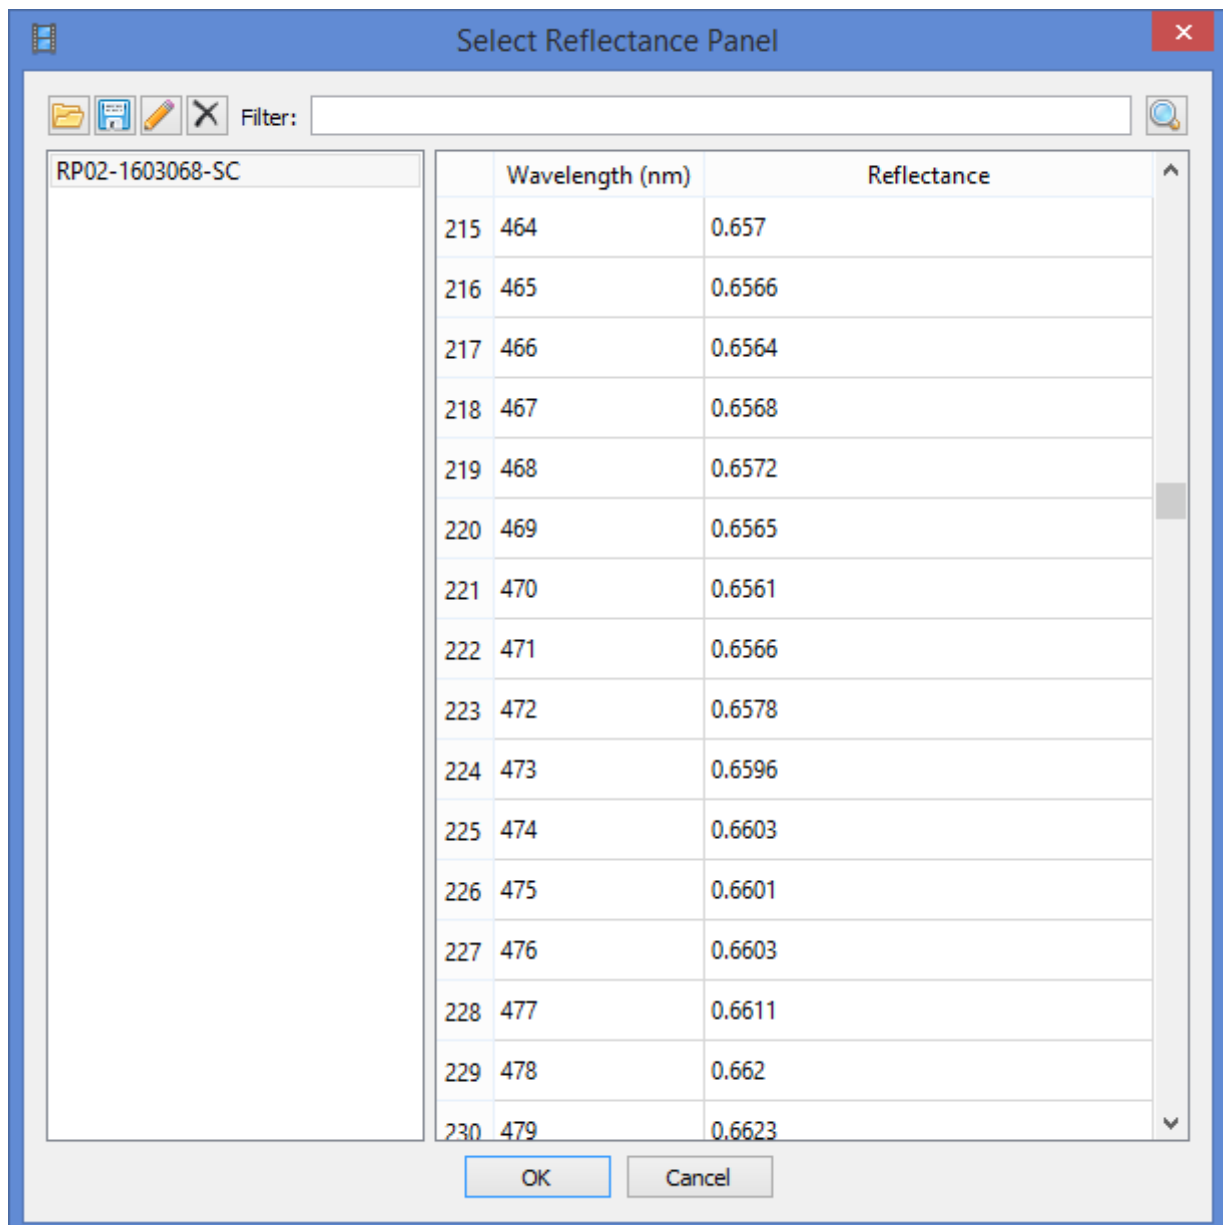 Select Reflectance Panel
Filter:
RP02-1603068-SC
Wavelength (nm) Reflectance
215 464 0.657
216 465 0.6566
217 466 0.6564
218 467 0.6568
219 468 0.6572
220 469 0.6565
221 470 0.6561
222 471 0.6566
223 472 0.6578
224 473 0.6596
225 474 0.6603
226 475 0.6601
227 476 0.6603
228 477 0.6611
229 478 0.662
230 479 0.6623
OK Cancel